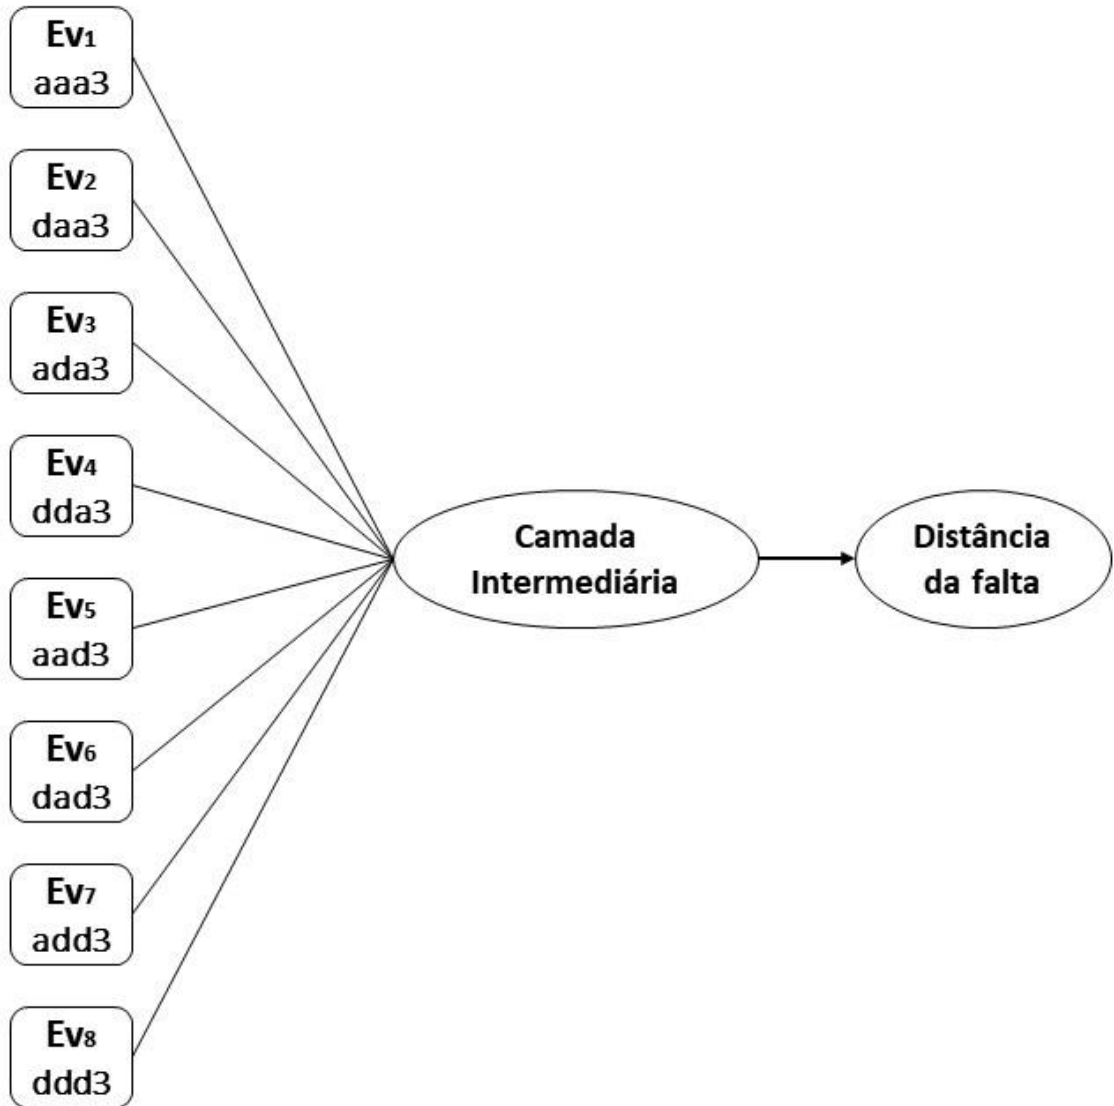 Ev1
aaa3
Ev2
daa3
Ev3
ada3
Ev4
dda3
Ev5
aad3
Ev6
dad3
Ev7
add3
Ev8
ddd3
Camada
Intermediária
Distância
da falta